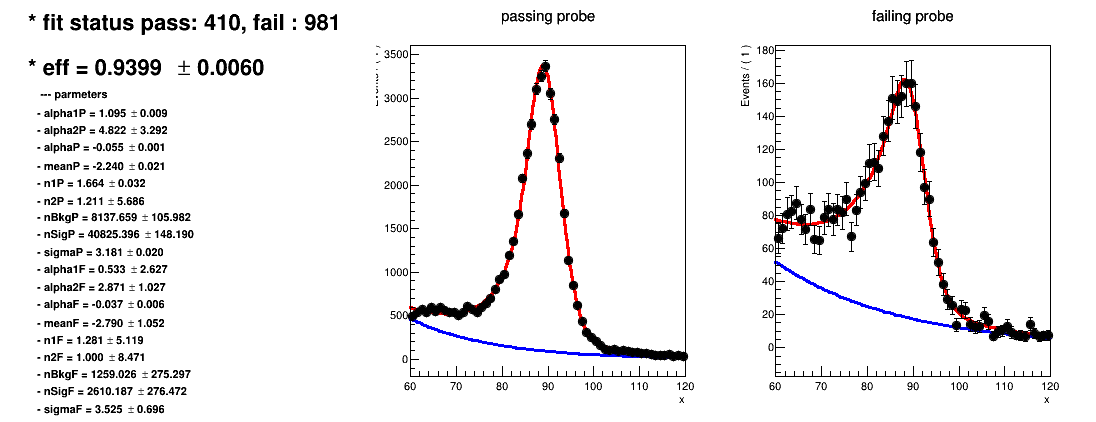 * fit status pass: 410, fail : 981
* eff = 0.9399 ± 0.0060
--- parmeters
- alpha1P = 1.095 ± 0.009
- alpha2P = 4.822 ± 3.292
- alphaP = -0.055 ± 0.001
- meanP = -2.240 ± 0.021
- n1P = 1.664 ± 0.032
- n2P = 1.211 ± 5.686
- nBkgP = 8137.659 ± 105.982
- nSigP = 40825.396 ± 148.190
- sigmaP = 3.181 ± 0.020
- alpha1F = 0.533 ± 2.627
- alpha2F = 2.871 ± 1.027
- alphaF = -0.037 ± 0.006
- meanF = -2.790 ± 1.052
- n1F = 1.281 ± 5.119
- n2F = 1.000 ± 8.471
- nBkgF = 1259.026 ± 275.297
- nSigF = 2610.187 ± 276.472
- sigmaF = 3.525 ± 0.696
passing probe
3500
3000
2500
2000
1500
1000
500
0
60 70 80 90 100 110 120
x
failing probe
Events / ( 1 )
180
160
140
120
100
80
60
40
20
0
60 70 80 90 100 110 120
x